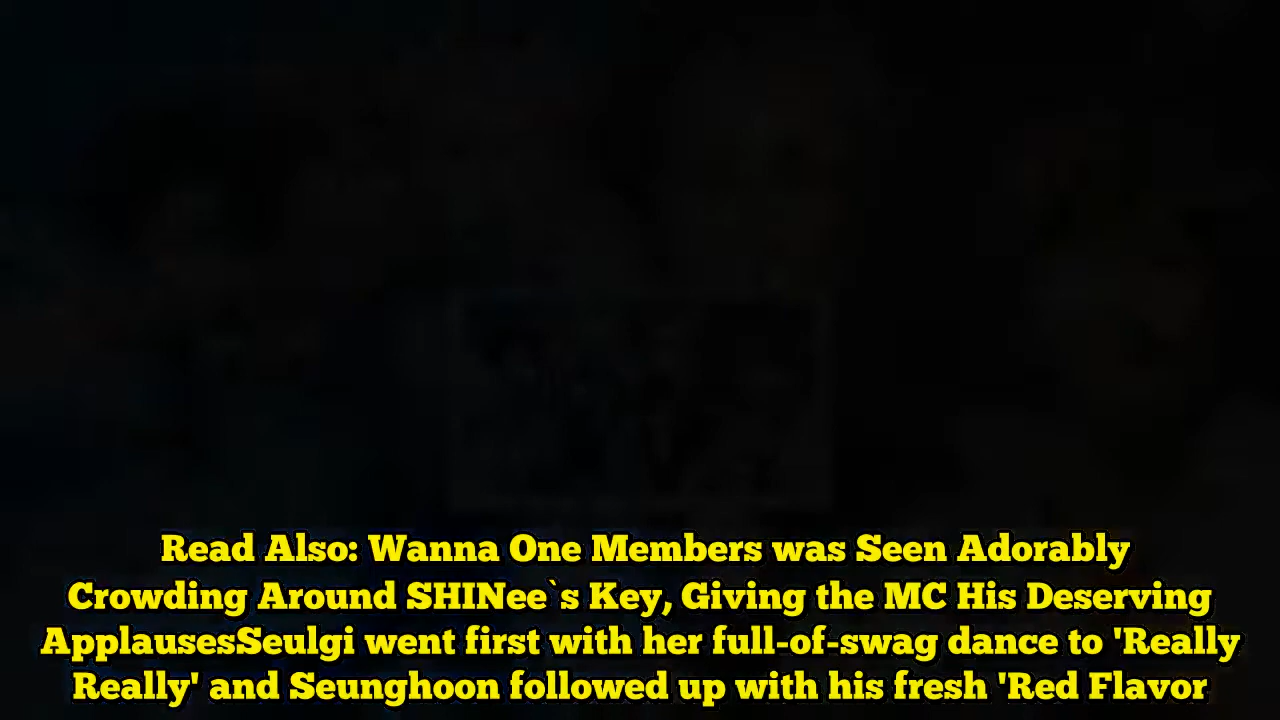 Read Also: Wanna One Members was Seen Adorably
Crowding Around SHINee`s Key, Giving the MC His Deserving
ApplausesSeulgi went first with her full-of-swag dance to 'Really
Really' and Seunghoon followed up with his fresh 'Red Flavor